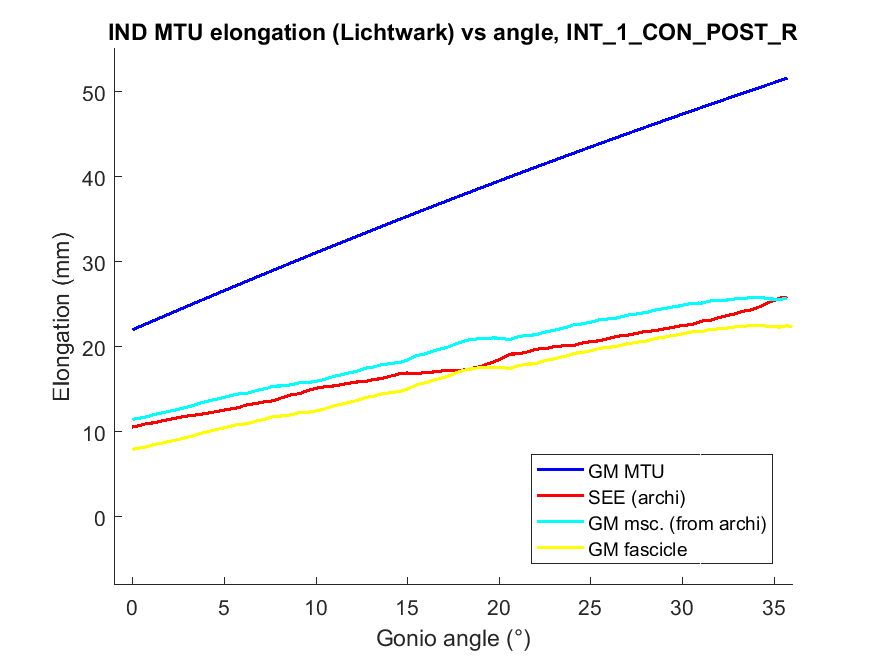 IND MTU elongation (Lichtwark) vs angle, INT_1_CON_POST_R
Elongation (mm)
50
40
30
20
10
0
GM MTU
SEE (archi)
GM msc. (from archi)
GM fascicle
0 5 10 15 20 25 30 35
Gonio angle (°)